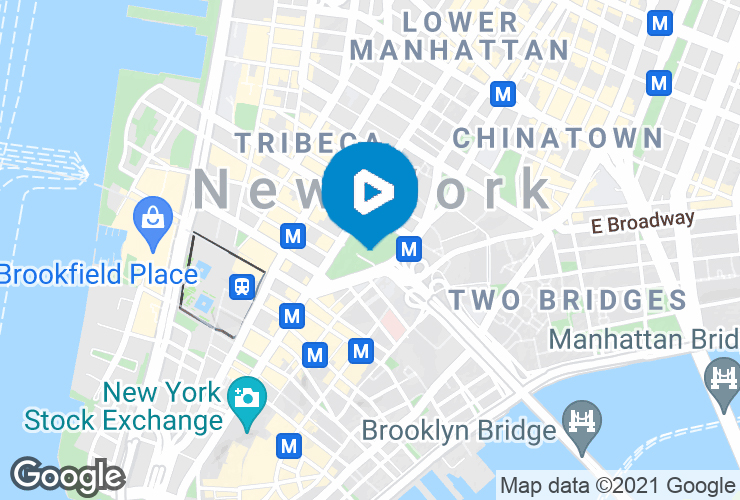 LOWER
MANHATTAN
M
M
M
TRIBECA
CHINATOWN
New York
E Broadway
M
M
Brookfield Place
TWO BRIDGES
M
Manhattan Brid
M
M
New York
Stock Exchange
Brooklyn Bridge
M
Google
Map data ©2021 Google